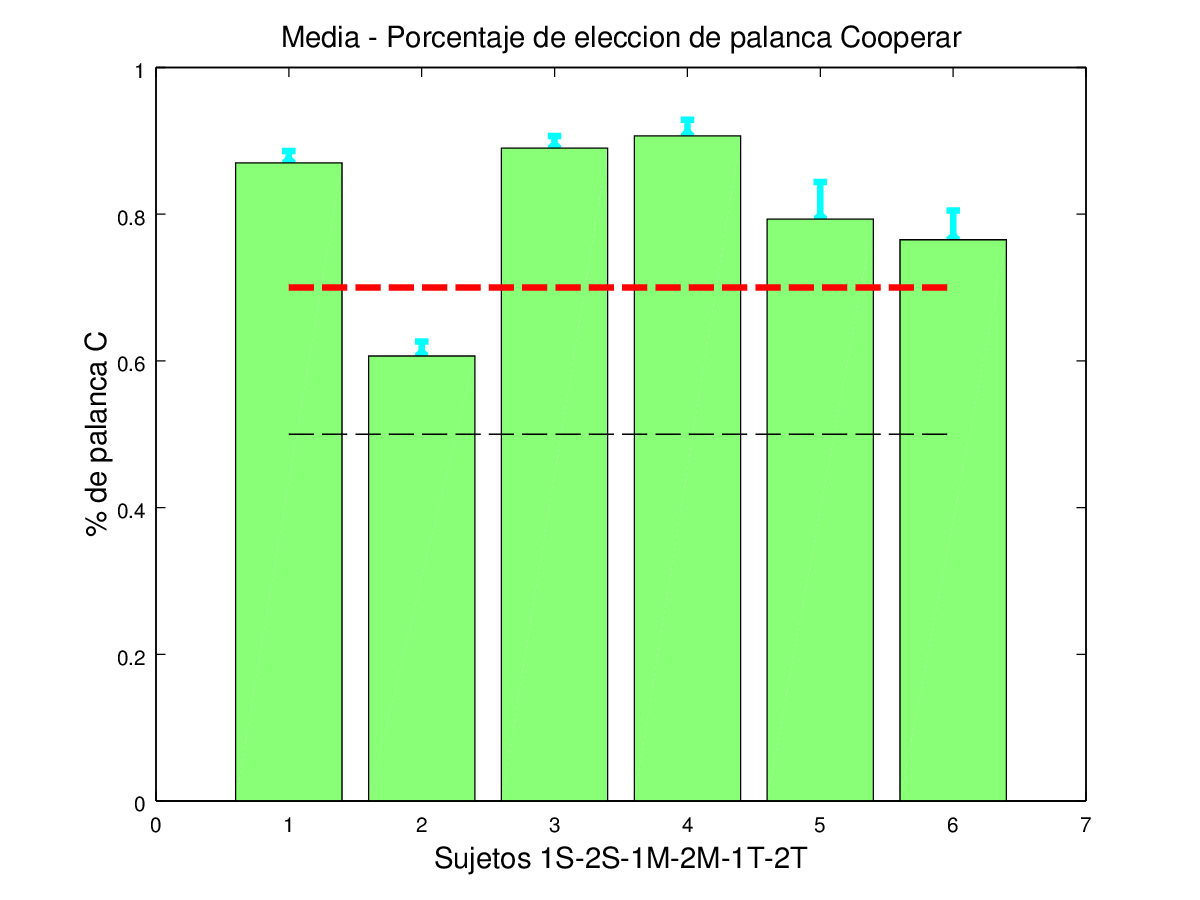 Media - Porcentaje de eleccion de palanca Cooperar
1
0.8
0.6
0.4
0.2
0
% de palanca C
0 1 2 3 4 5 6 7
Sujetos 1S-2S-1M-2M-1T-2T